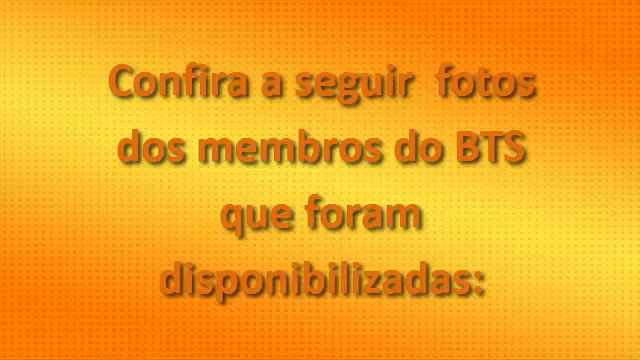 Confira a seguir  fotos
dos membros do BTS
que foram
disponibilizadas: